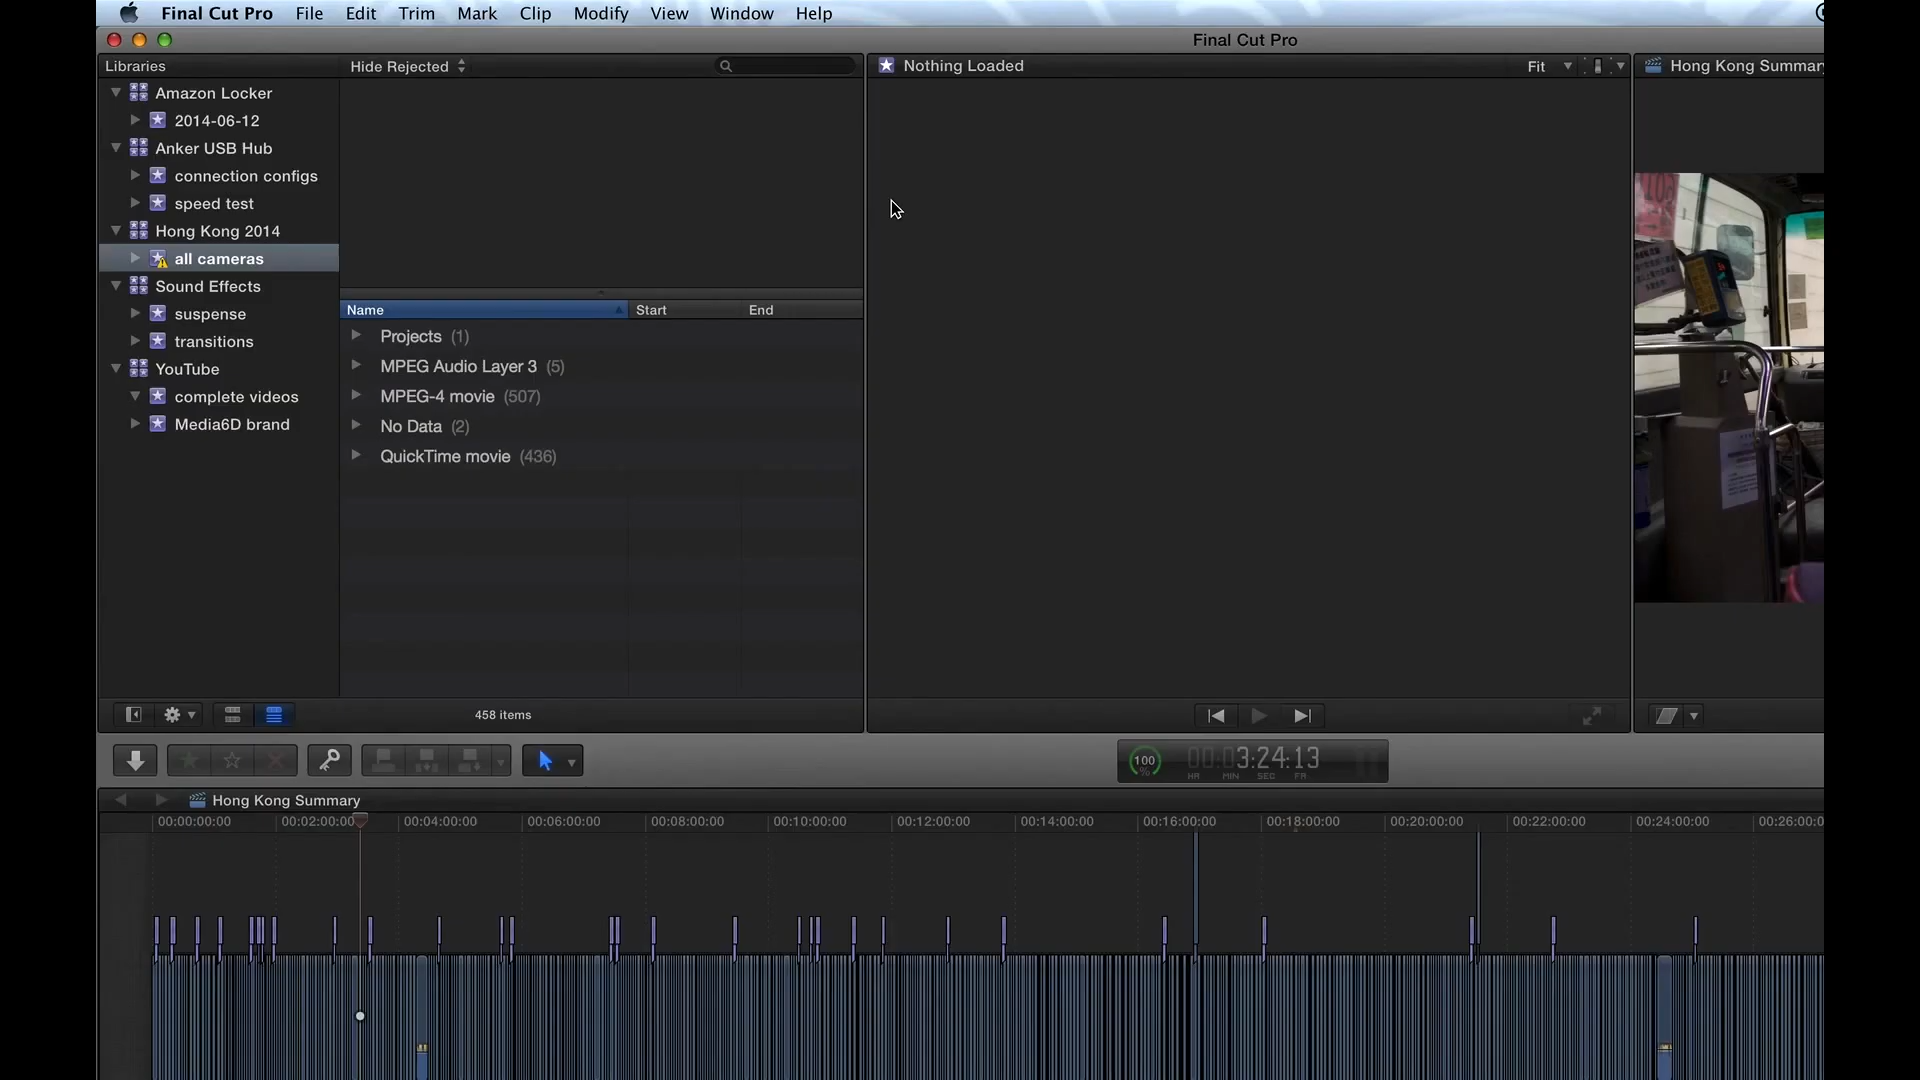 Final Cut Pro File Edit Trim Mark Clip Modify View Window Help
Final Cut Pro
Libraries
Hide Rejected
Nothing Loaded
Fit
Hong Kong Summary
Amazon Locker
2014-06-12
Anker USB Hub
connection configs
speed test
Hong Kong 2014
all cameras
Sound Effects
suspense
transitions
YouTube
complete videos
Media6D brand
Name Start End
Projects (1)
MPEG Audio Layer 3 (5)
MPEG-4 movie (507)
No Data (2)
QuickTime movie (436)
458 items
100
%
00:03:24:13
HR MIN SEC FR
Hong Kong Summary
00:00:00:00 00:02:00:00 00:04:00:00 00:06:00:00 00:08:00:00 00:10:00:00 00:12:00:00 00:14:00:00 00:16:00:00 00:18:00:00 00:20:00:00 00:22:00:00 00:24:00:00 00:26:00:0